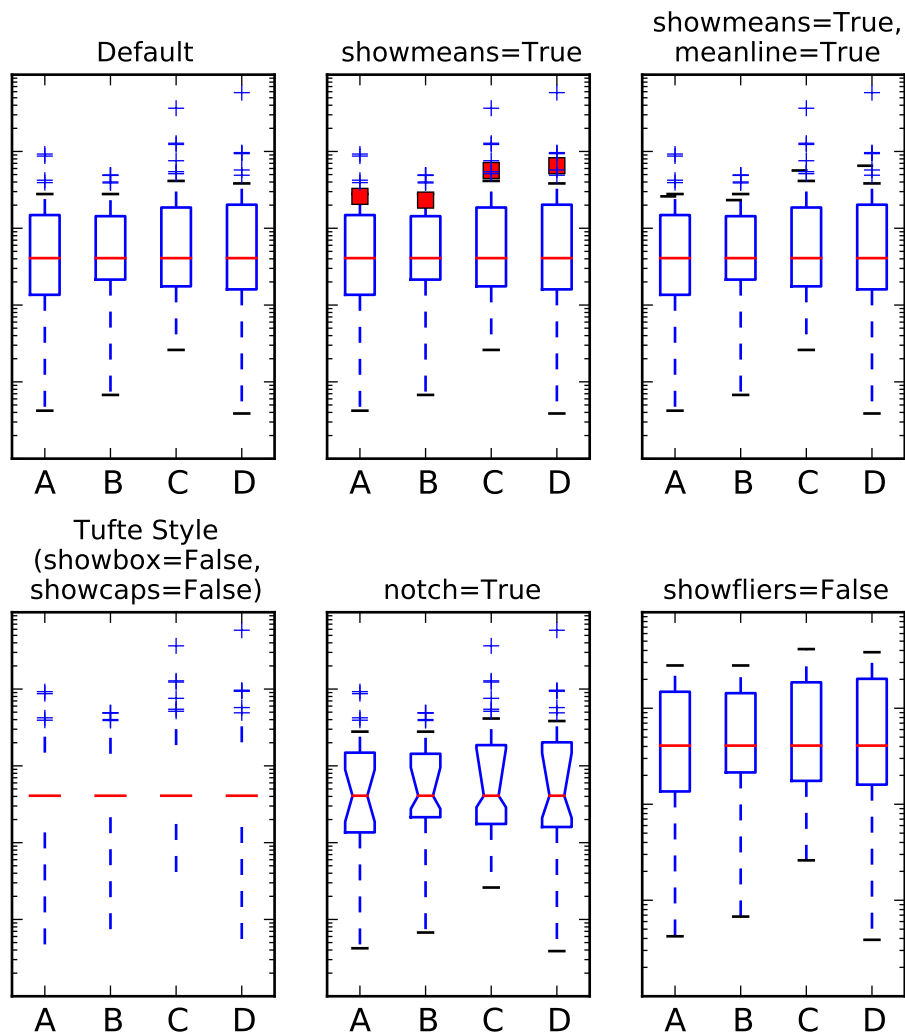 Default
showmeans=True
showmeans=True,
meanline=True
A B C D
A B C D
A B C D
Tufte Style
(showbox=False,
showcaps=False)
notch=True
showfliers=False
A B C D
A B C D
A B C D